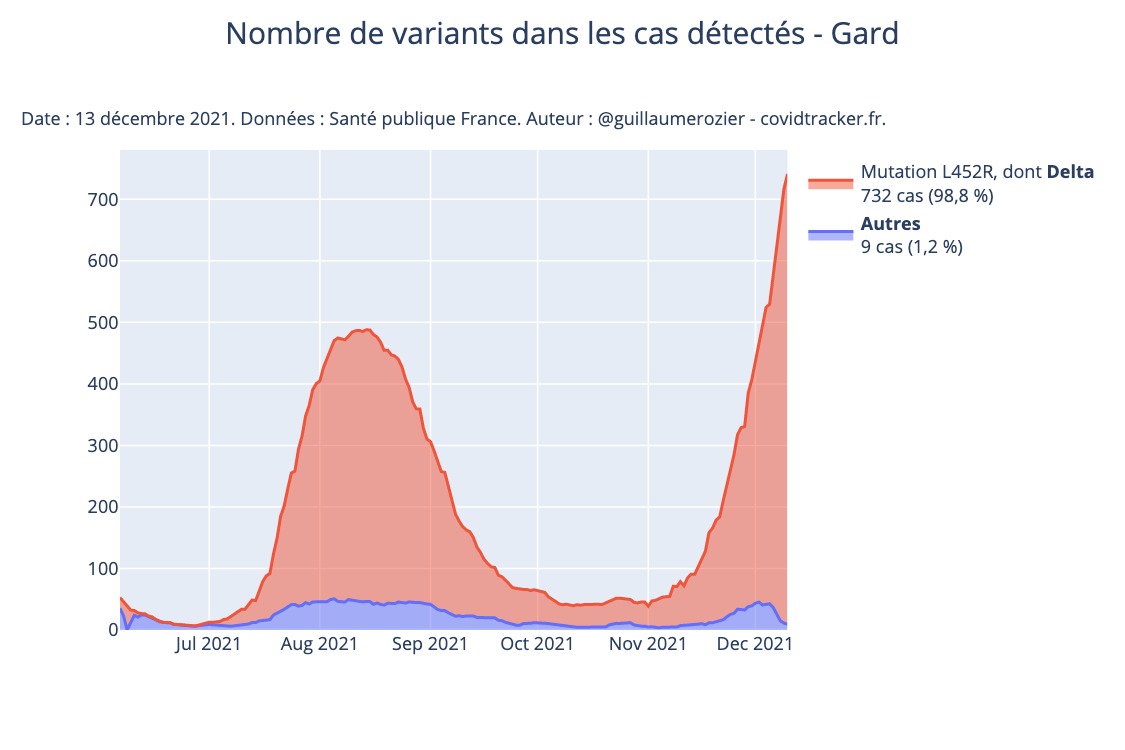 Nombre de variants dans les cas détectés - Gard
Date : 13 décembre 2021. Données : Santé publique France. Auteur : @guillaumerozier - covidtracker.fr.
Mutation L452R, dont Delta
732 cas (98,8 %)
Autres
9 cas (1,2 %)
700
600
500
400
300
200
100
0
Jul 2021 Aug 2021 Sep 2021 Oct 2021 Nov 2021 Dec 2021